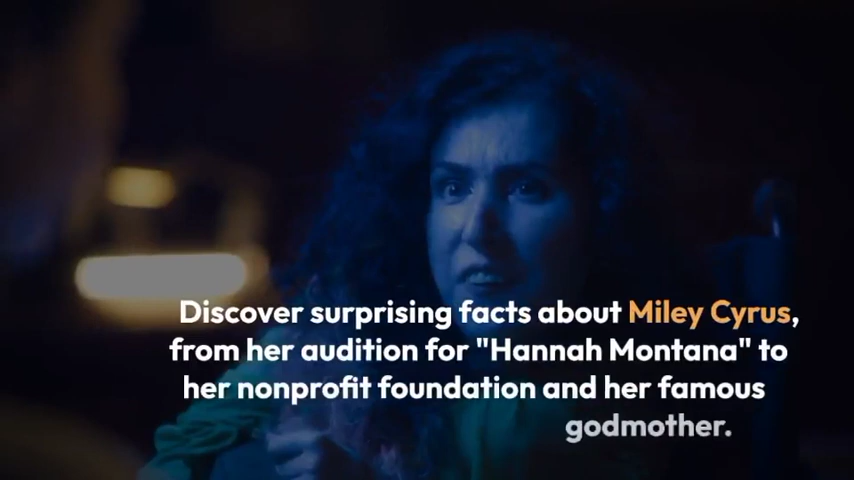 Discover surprising facts about Miley Cyrus,
from her audition for "Hannah Montana" to
her nonprofit foundation and her famous
godmother.